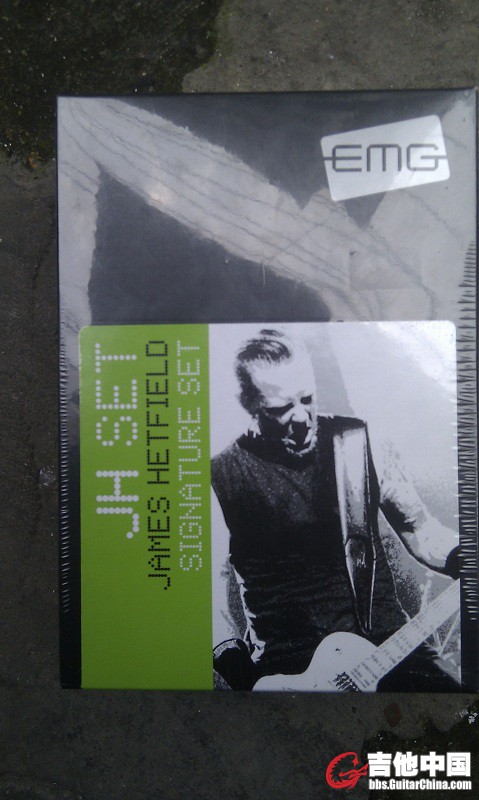 EMG
JH SET
JAMES HETFIELD
SIGNATURE SET
吉他中国
bbs.GuitarChina.com